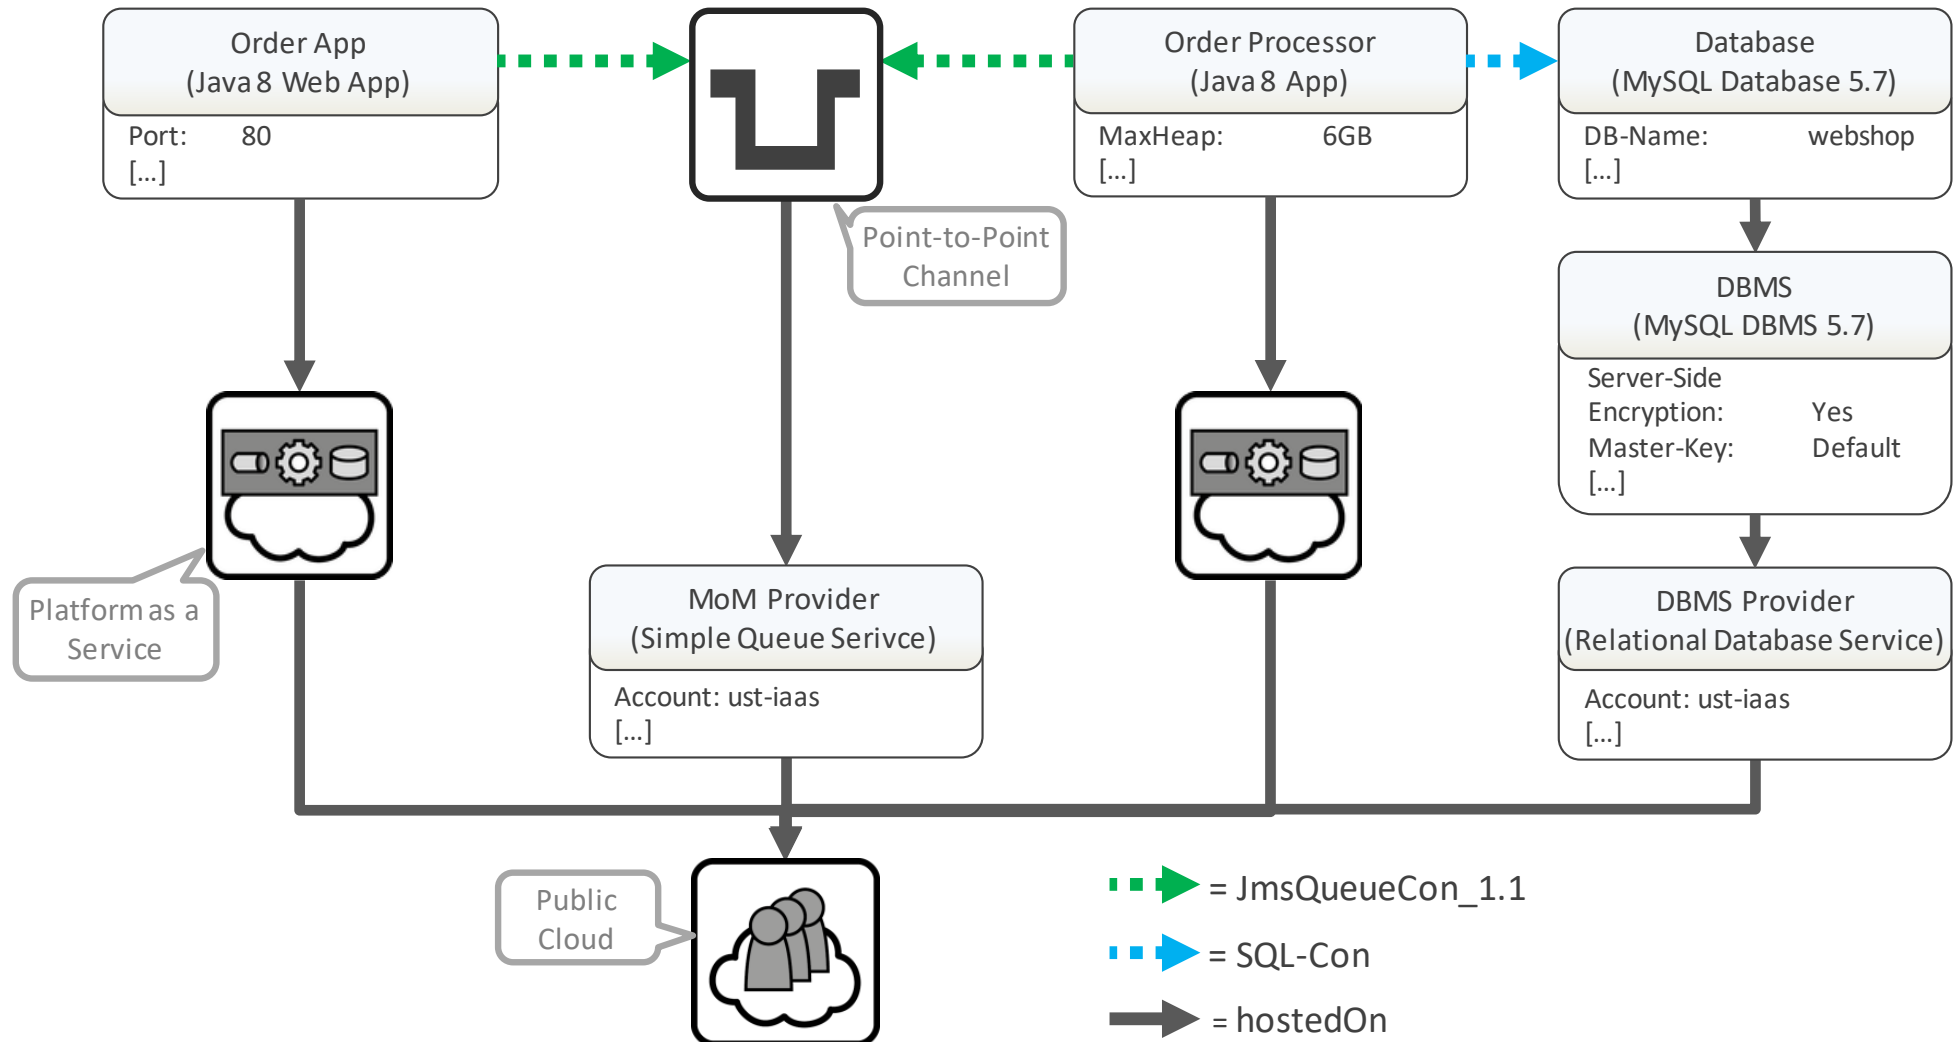 Order App
(Java 8 Web App)
Port: 80
[...]
Order Processor
(Java 8 App)
MaxHeap: 6GB
[...]
Database
(MySQL Database 5.7)
DB-Name: webshop
[...]
Point-to-Point
Channel
DBMS
(MySQL DBMS 5.7)
Server-Side
Encryption: Yes
Master-Key: Default
[...]
Platform as a
Service
MoM Provider
(Simple Queue Serivce)
Account: ust-iaas
[...]
DBMS Provider
(Relational Database Service)
Account: ust-iaas
[...]
Public
Cloud
= JmsQueueCon_1.1
= SQL-Con
= hostedOn